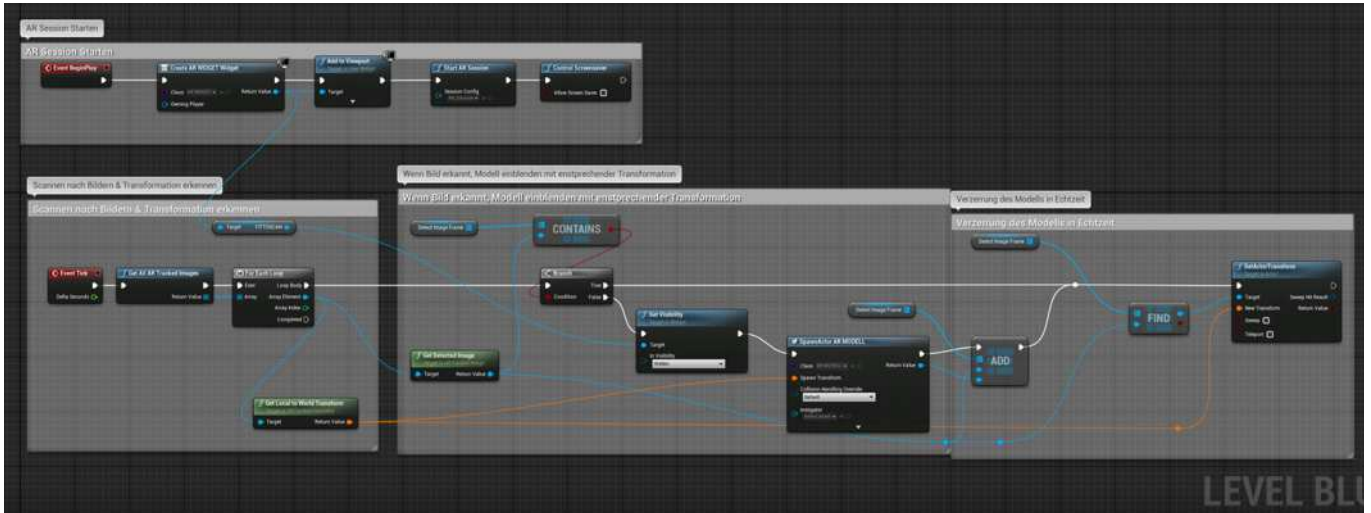 AR Session Starten
AR Session Starten
Event BeginPlay
Create AR WIDGET Widget
Class
Return Value
Owning Player
Add to Viewport
Target
Start AR Session
Session Config
Control Screensaver
Allow Screen Saver
Scannen nach Bildern & Transformation erkennen
Scannen nach Bildern & Transformation erkennen
Target
Event Tick
Delta Seconds
Get All AR Tracked Images
Return Value
For Each Loop
Exec
Loop Body
Array
Array Element
Array Index
Completed
Get Local to World Transform
Target
Return Value
Wenn Bild erkannt, Modell einblenden mit enstprechender Transformation
Wenn Bild erkannt, Modell einblenden mit enstprechender Transformation
Detect Image Frame
CONTAINS
Branch
True
Condition
False
Get Detected Image
Target
Return Value
Set Visibility
Target
In Visibility
Hidden
Detect Image Frame
SpawnActor AR MODELL
Class
Return Value
Spawn Transform
Collision Handling Override
Default
Instigator
ADD
Verzerrung des Modells in Echtzeit
Verzerrung des Modells in Echtzeit
Detect Image Frame
FIND
SetActorTransform
Target
Sweep Hit Result
New Transform
Return Value
Sweep
Teleport
LEVEL BLU